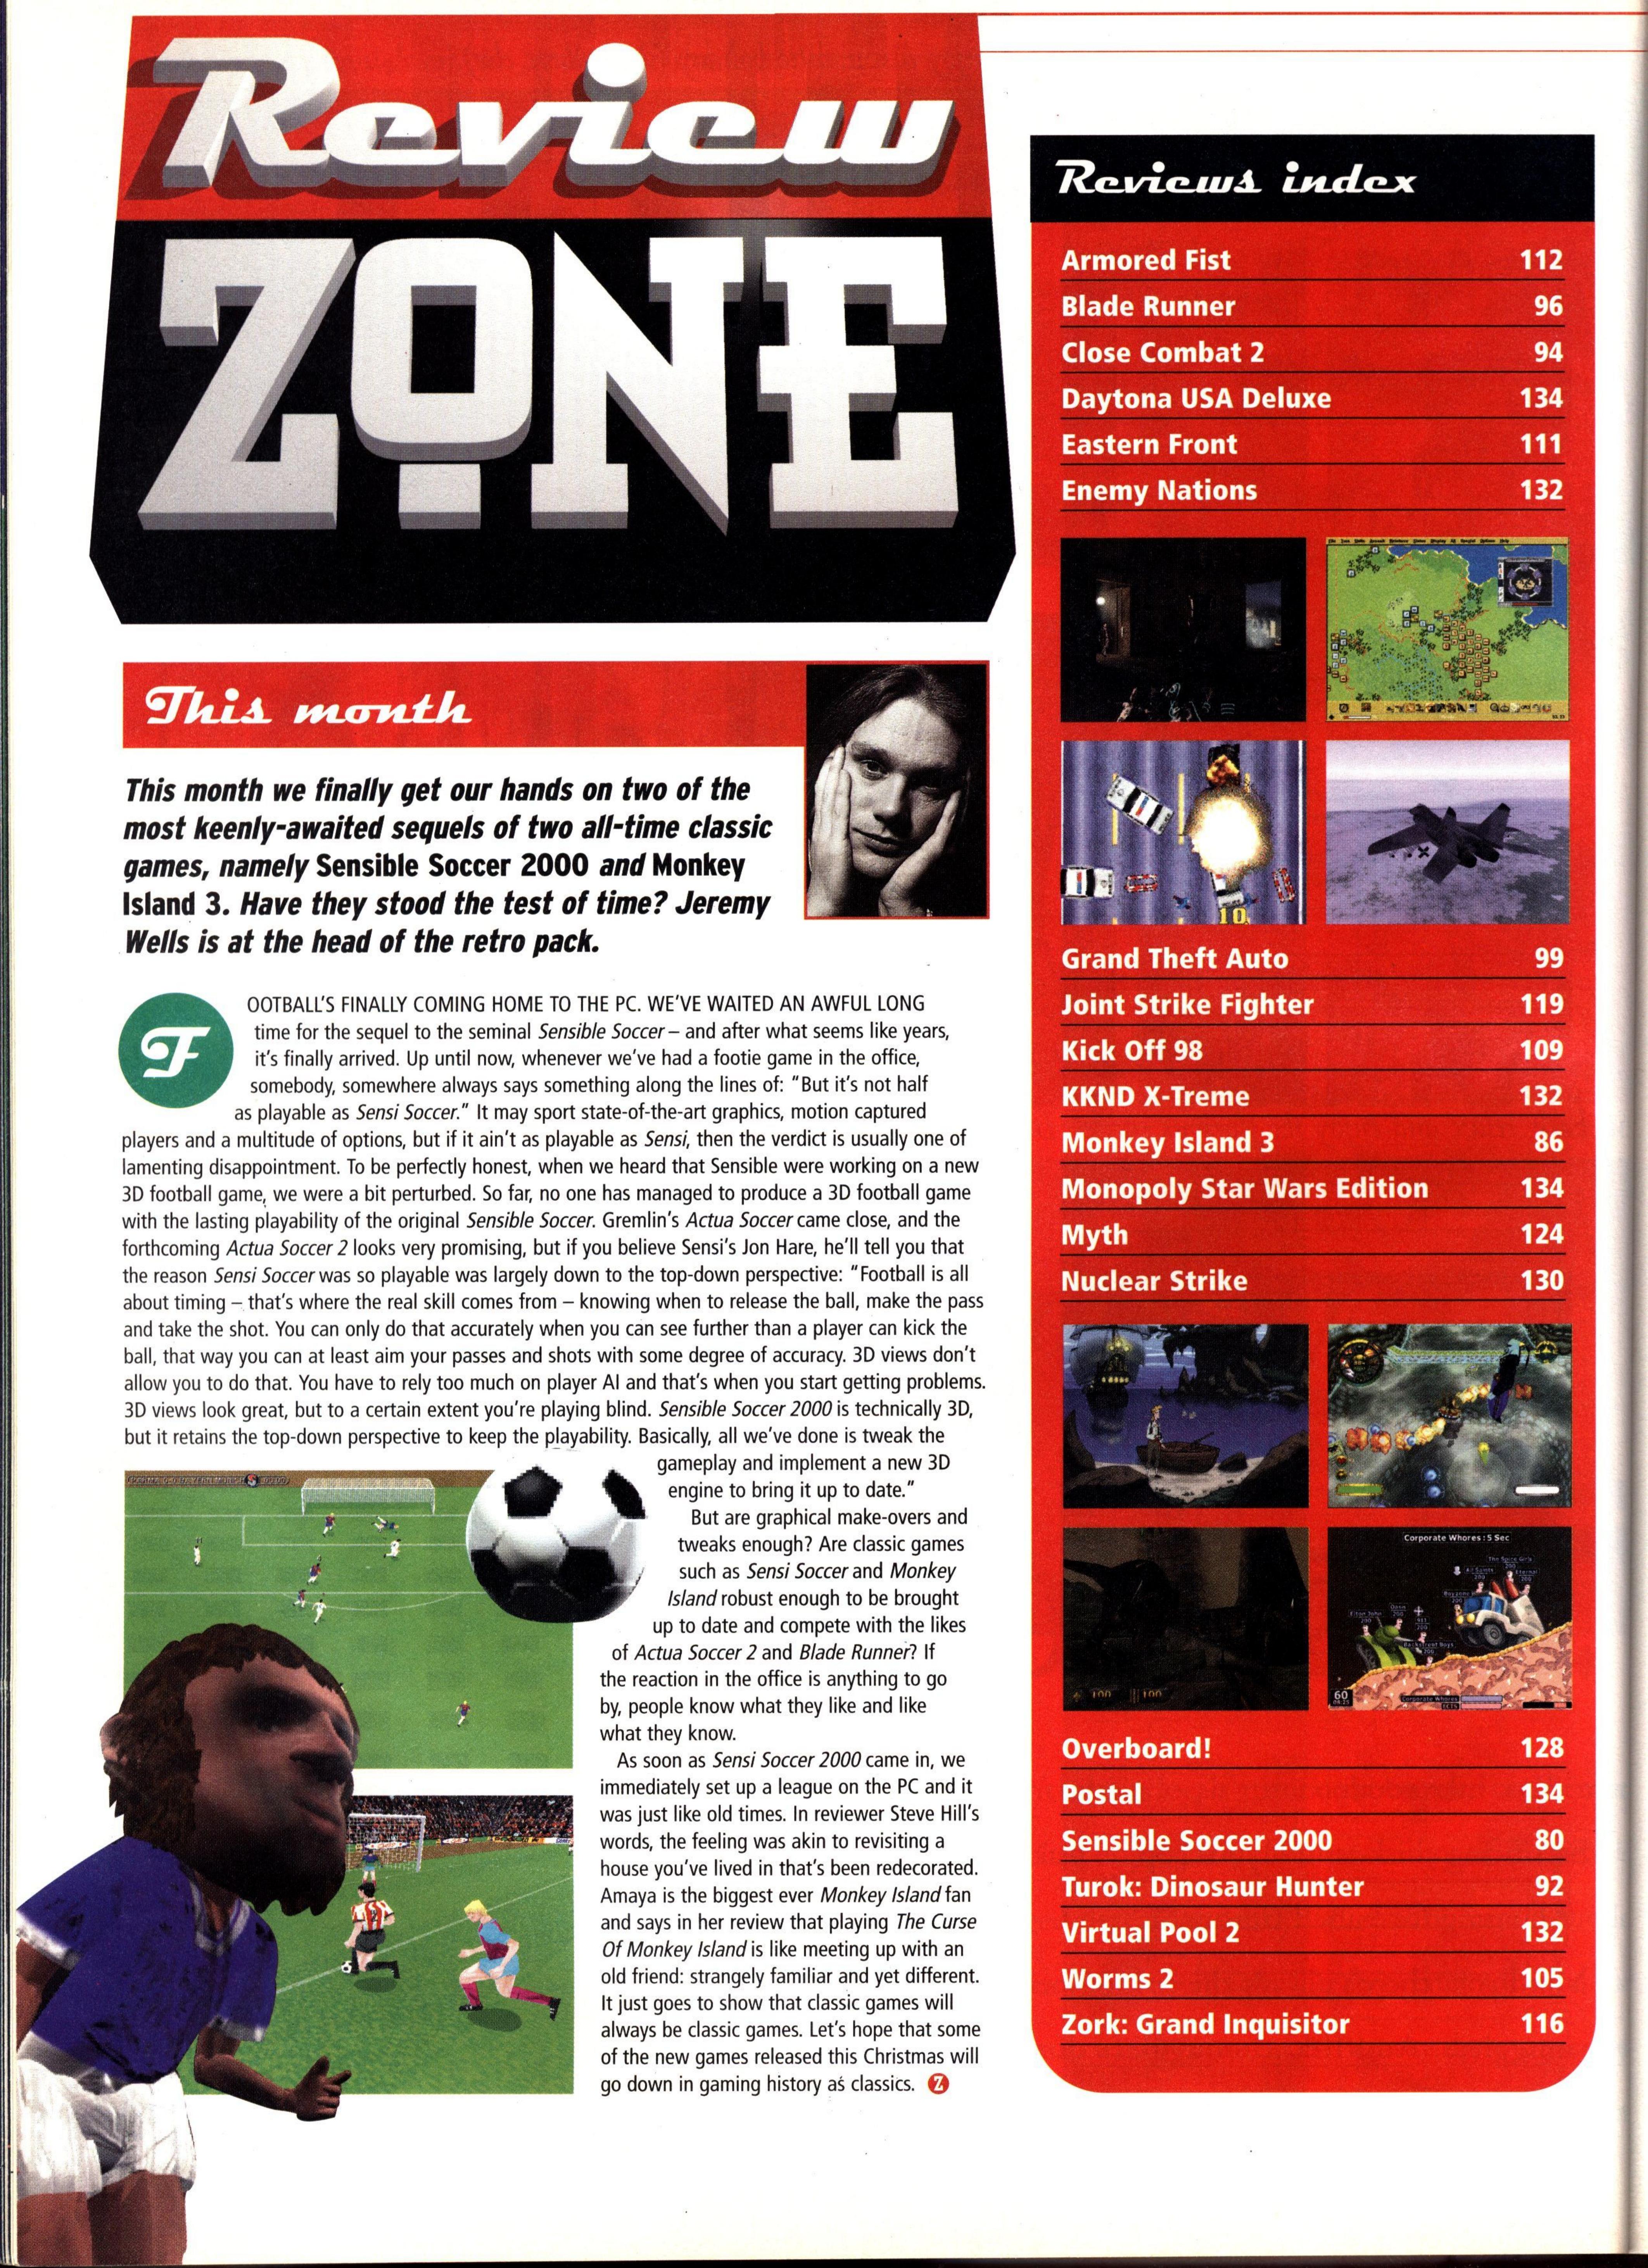 Review
ZONE
This month
This month we finally get our hands on two of the
most keenly-awaited sequels of two all-time classic
games, namely Sensible Soccer 2000 and Monkey
Island 3. Have they stood the test of time? Jeremy
Wells is at the head of the retro pack.
FOOTBALL'S FINALLY COMING HOME TO THE PC. WE'VE WAITED AN AWFUL LONG
time for the sequel to the seminal Sensible Soccer – and after what seems like years,
it's finally arrived. Up until now, whenever we've had a footie game in the office,
somebody, somewhere always says something along the lines of: "But it's not half
as playable as Sensi Soccer." It may sport state-of-the-art graphics, motion captured
players and a multitude of options, but if it ain't as playable as Sensi, then the verdict is usually one of
lamenting disappointment. To be perfectly honest, when we heard that Sensible were working on a new
3D football game, we were a bit perturbed. So far, no one has managed to produce a 3D football game
with the lasting playability of the original Sensible Soccer. Gremlin's Actua Soccer came close, and the
forthcoming Actua Soccer 2 looks very promising, but if you believe Sensi's Jon Hare, he'll tell you that
the reason Sensi Soccer was so playable was largely down to the top-down perspective: "Football is all
about timing – that's where the real skill comes from – knowing when to release the ball, make the pass
and take the shot. You can only do that accurately when you can see further than a player can kick the
ball, that way you can at least aim your passes and shots with some degree of accuracy. 3D views don't
allow you to do that. You have to rely too much on player AI and that's when you start getting problems.
3D views look great, but to a certain extent you're playing blind. Sensible Soccer 2000 is technically 3D,
but it retains the top-down perspective to keep the playability. Basically, all we've done is tweak the
gameplay and implement a new 3D
engine to bring it up to date."
But are graphical make-overs and
tweaks enough? Are classic games
such as Sensi Soccer and Monkey
Island robust enough to be brought
up to date and compete with the likes
of Actua Soccer 2 and Blade Runner? If
the reaction in the office is anything to go
by, people know what they like and like
what they know.
As soon as Sensi Soccer 2000 came in, we
immediately set up a league on the PC and it
was just like old times. In reviewer Steve Hill's
words, the feeling was akin to revisiting a
house you've lived in that's been redecorated.
Amaya is the biggest ever Monkey Island fan
and says in her review that playing The Curse
Of Monkey Island is like meeting up with an
old friend: strangely familiar and yet different.
It just goes to show that classic games will
always be classic games. Let's hope that some
of the new games released this Christmas will
go down in gaming history as classics. Z
Reviews index
Armored Fist 112
Blade Runner 96
Close Combat 2 94
Daytona USA Deluxe 134
Eastern Front 111
Enemy Nations 132
10
Grand Theft Auto 99
Joint Strike Fighter 119
Kick Off 98 109
KKND X-Treme 132
Monkey Island 3 86
Monopoly Star Wars Edition 134
Myth 124
Nuclear Strike 130
100 100
Corporate Whores : 5 Sec
The Spice Girls
200
Eternal
200
Boyzone
Elton John
200
Backstreet Boys
60
Corporate Whores
Overboard! 128
Postal 134
Sensible Soccer 2000 80
Turok: Dinosaur Hunter 92
Virtual Pool 2 132
Worms 2 105
Zork: Grand Inquisitor 116